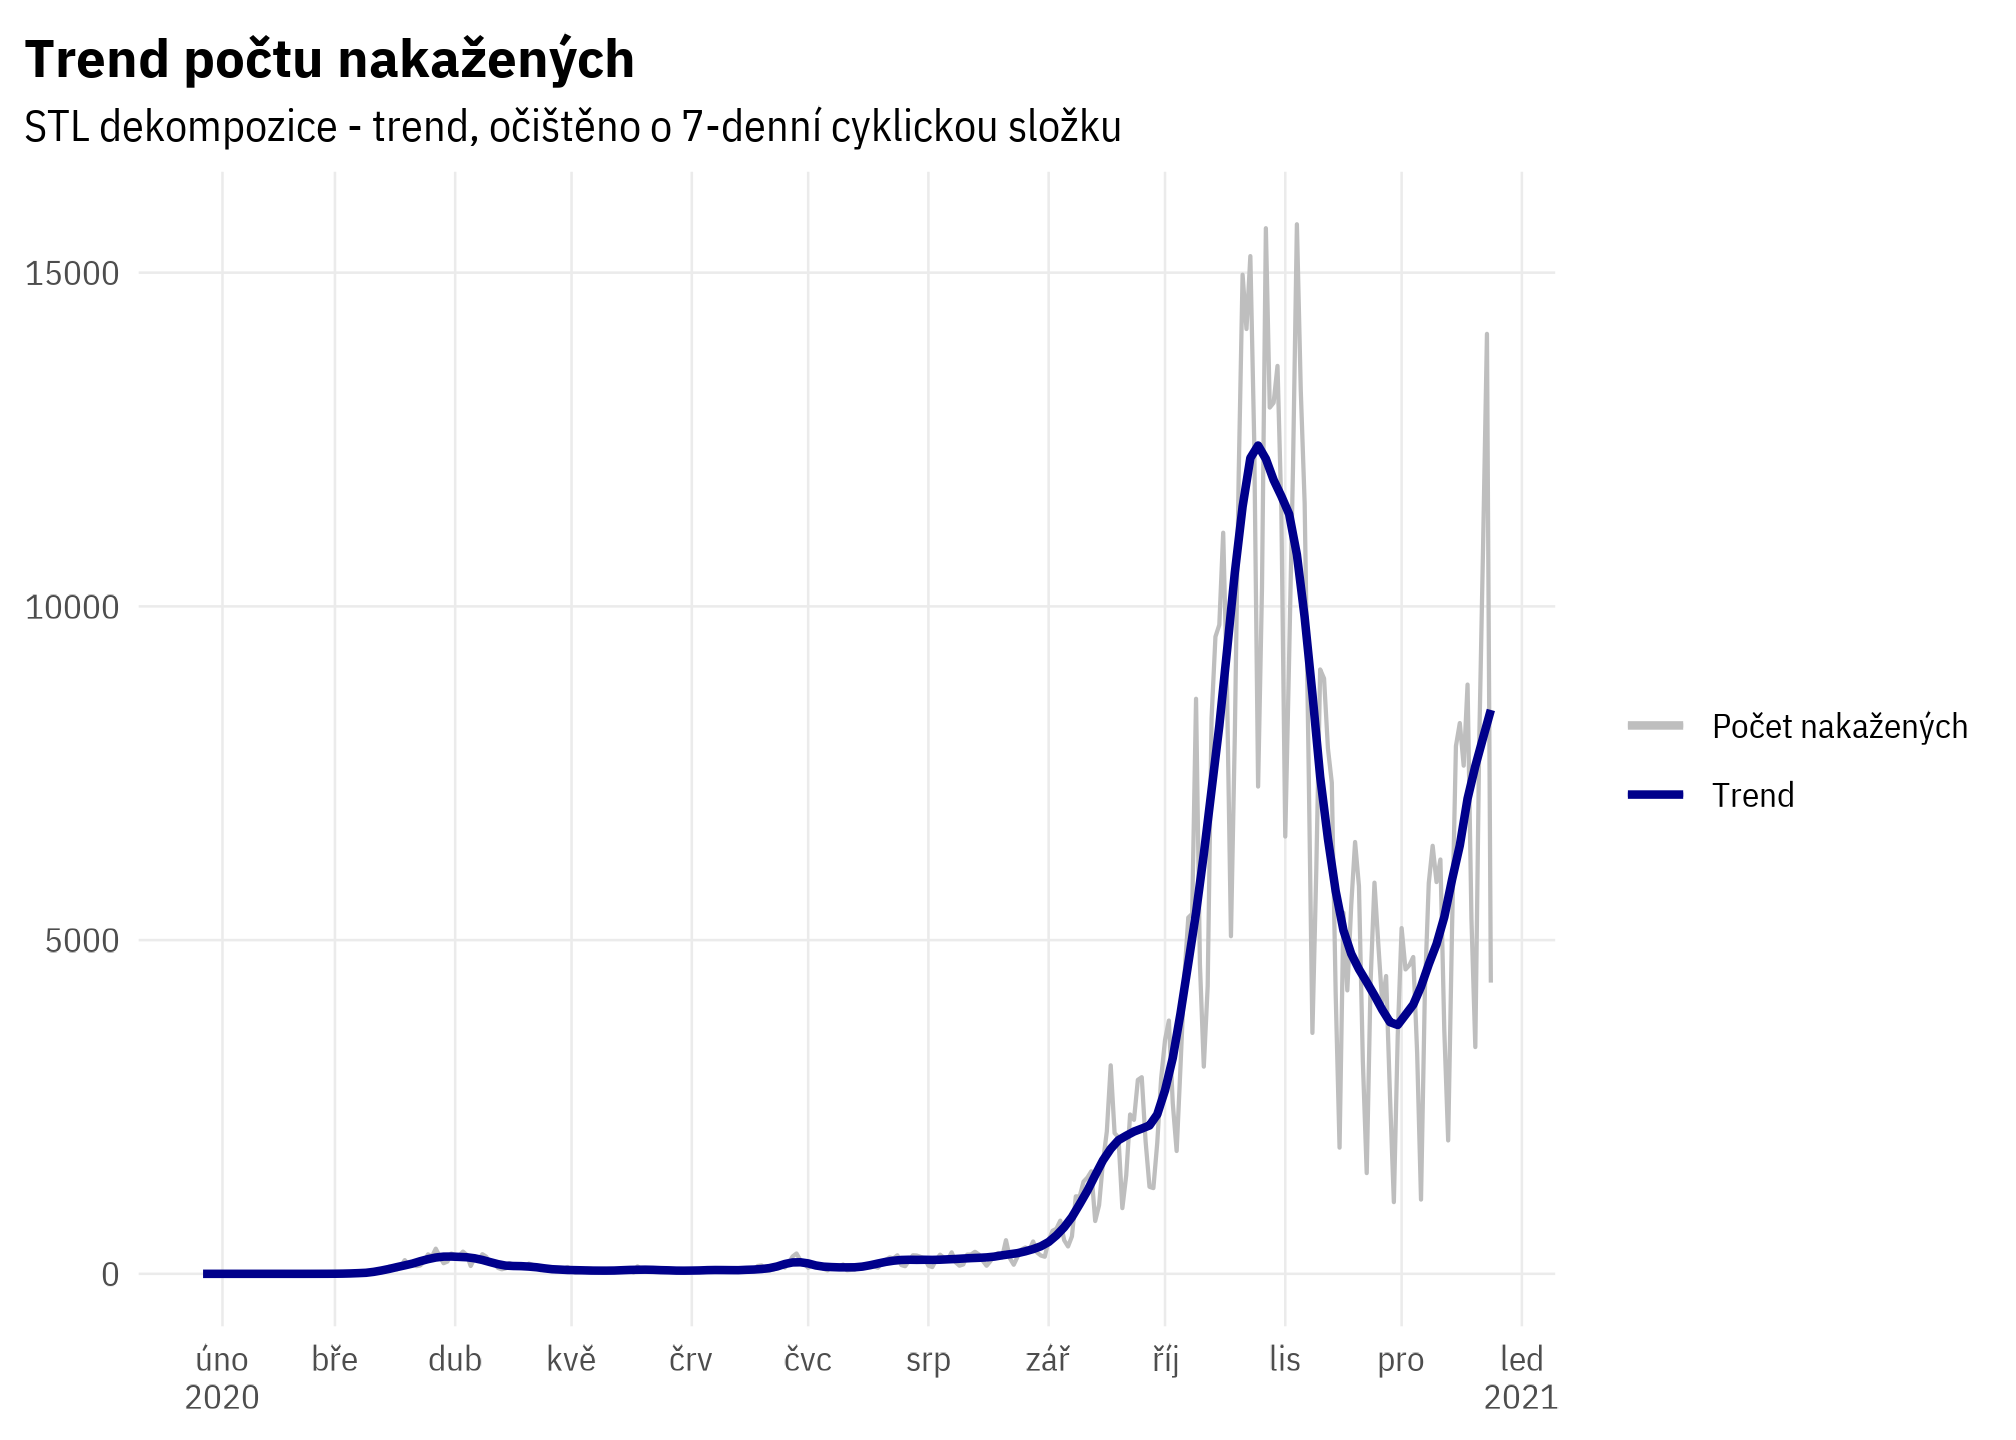 Trend počtu nakažených
STL dekompozice - trend, očištěno o 7-denní cyklickou složku
15000
10000
5000
0
úno bře dub kvě črv čvc srp zář říj lis pro led
2020 2021
Počet nakažených
Trend